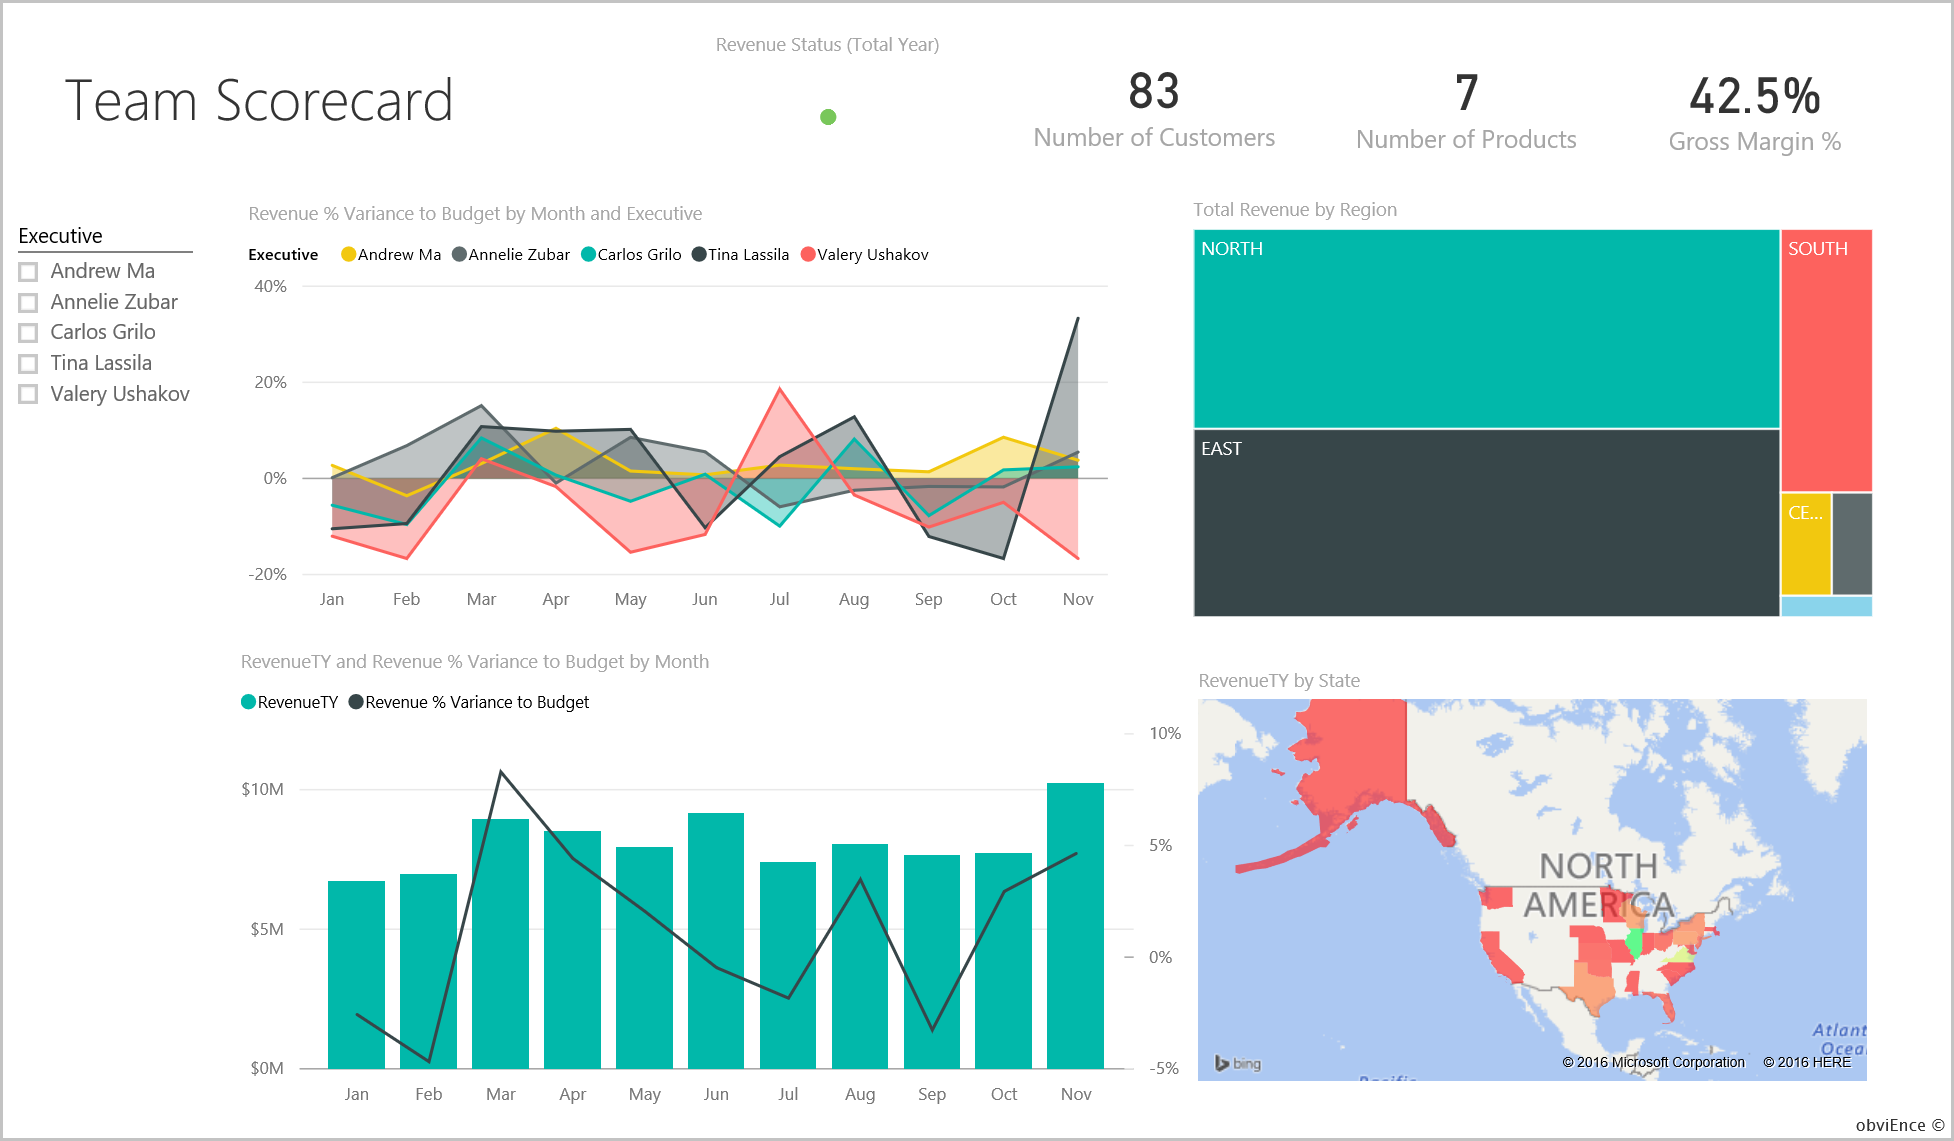 Revenue Status (Total Year)
Team Scorecard
83
Number of Customers
7
Number of Products
42.5%
Gross Margin %
Executive
Andrew Ma
Annelie Zubar
Carlos Grilo
Tina Lassila
Valery Ushakov
Revenue % Variance to Budget by Month and Executive
Executive Andrew Ma Annelie Zubar Carlos Grilo Tina Lassila Valery Ushakov
40%
20%
0%
-20%
Jan Feb Mar Apr May Jun Jul Aug Sep Oct Nov
Total Revenue by Region
NORTH
SOUTH
EAST
CE...
RevenueTY and Revenue % Variance to Budget by Month
RevenueTY Revenue % Variance to Budget
$10M
$5M
$0M
10%
5%
0%
-5%
Jan Feb Mar Apr May Jun Jul Aug Sep Oct Nov
RevenueTY by State
NORTH
AMERICA
Atlant
Ocea
Pacific
bing
© 2016 Microsoft Corporation © 2016 HERE
obviEnce ©